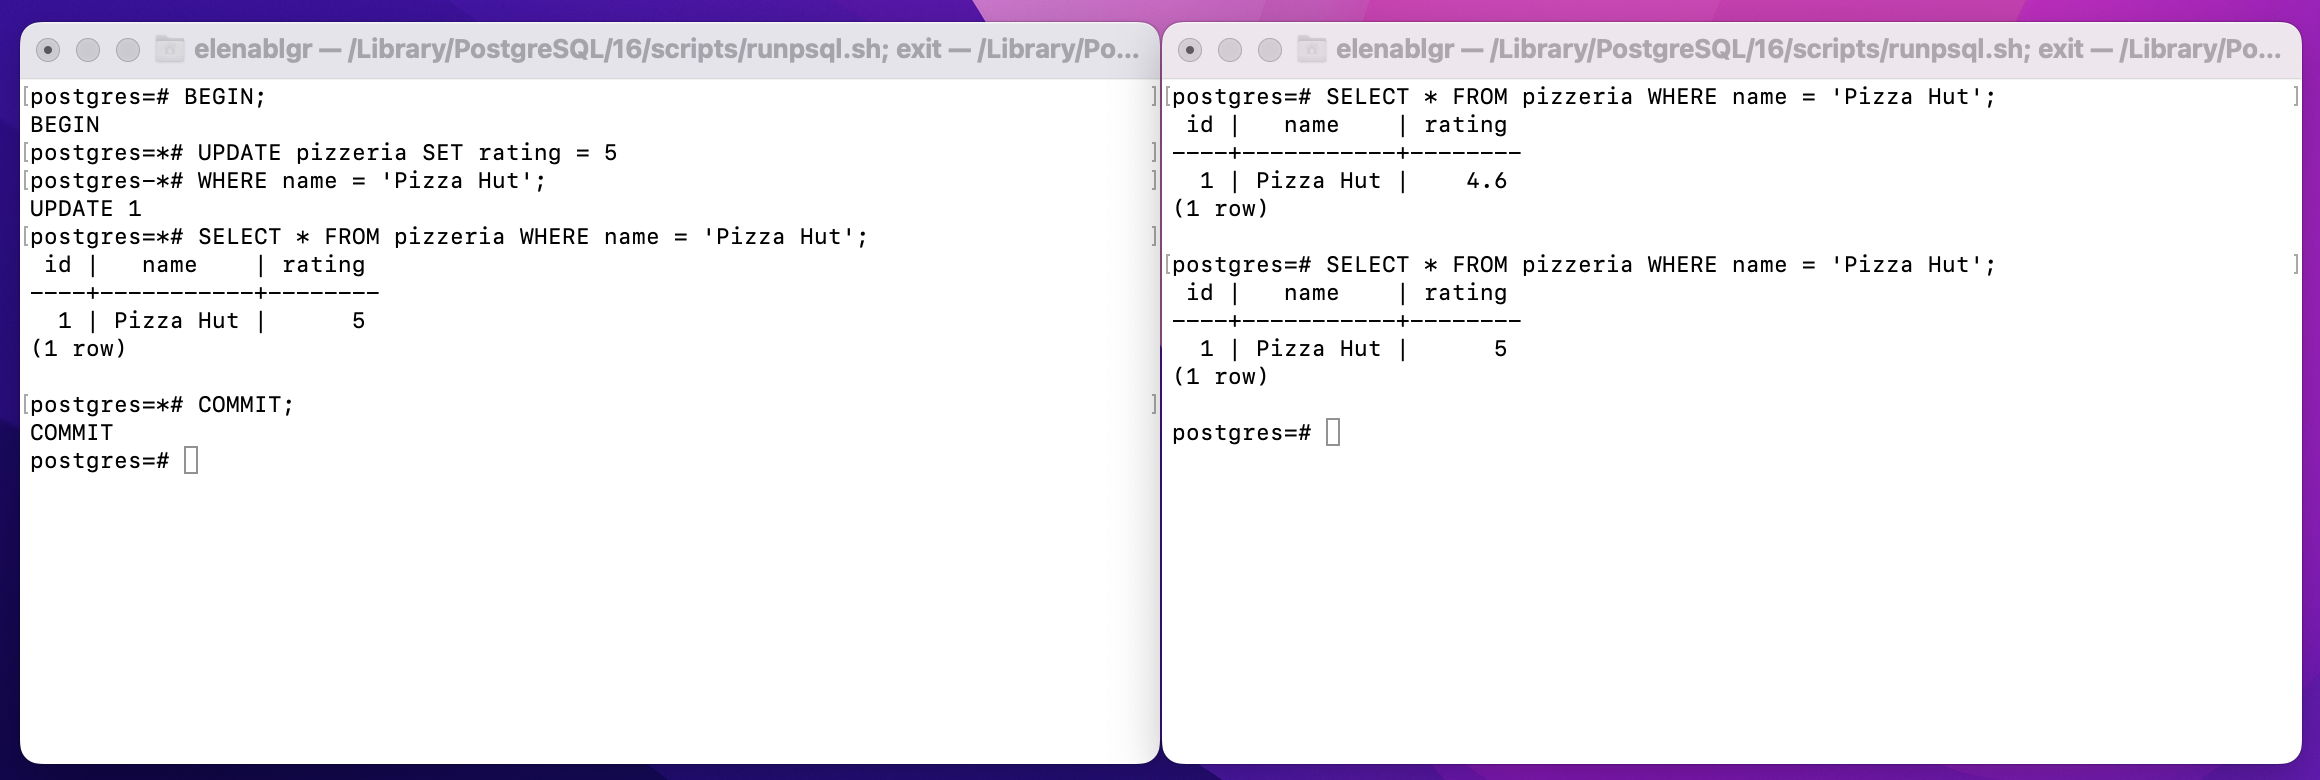 elenablgr — /Library/PostgreSQL/16/scripts/runpsql.sh; exit — /Library/Po...
[postgres=# BEGIN; ]
BEGIN
[postgres=*# UPDATE pizzeria SET rating = 5 ]
[postgres-*# WHERE name = 'Pizza Hut'; ]
UPDATE 1
[postgres=*# SELECT * FROM pizzeria WHERE name = 'Pizza Hut'; ]
 id |   name    | rating
----+-----------+--------
  1 | Pizza Hut |      5
(1 row)
[postgres=*# COMMIT; ]
COMMIT
postgres=#
elenablgr — /Library/PostgreSQL/16/scripts/runpsql.sh; exit — /Library/Po...
[postgres=# SELECT * FROM pizzeria WHERE name = 'Pizza Hut'; ]
 id |   name    | rating
----+-----------+--------
  1 | Pizza Hut |    4.6
(1 row)
[postgres=# SELECT * FROM pizzeria WHERE name = 'Pizza Hut'; ]
 id |   name    | rating
----+-----------+--------
  1 | Pizza Hut |      5
(1 row)
postgres=#